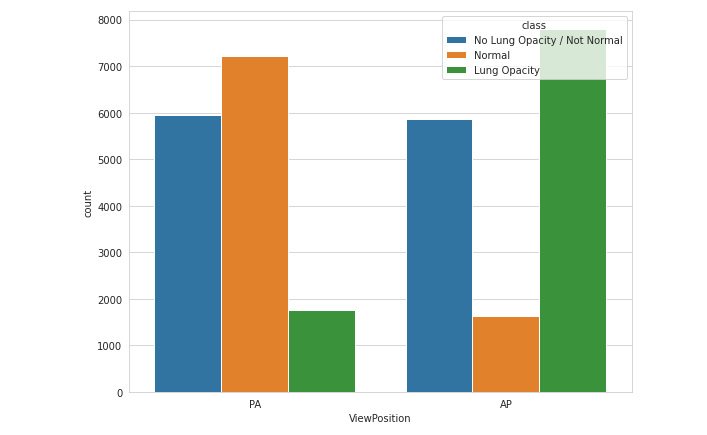 class
No Lung Opacity / Not Normal
Normal
Lung Opacity
8000
7000
6000
5000
4000
3000
2000
1000
0
count
PA
AP
ViewPosition